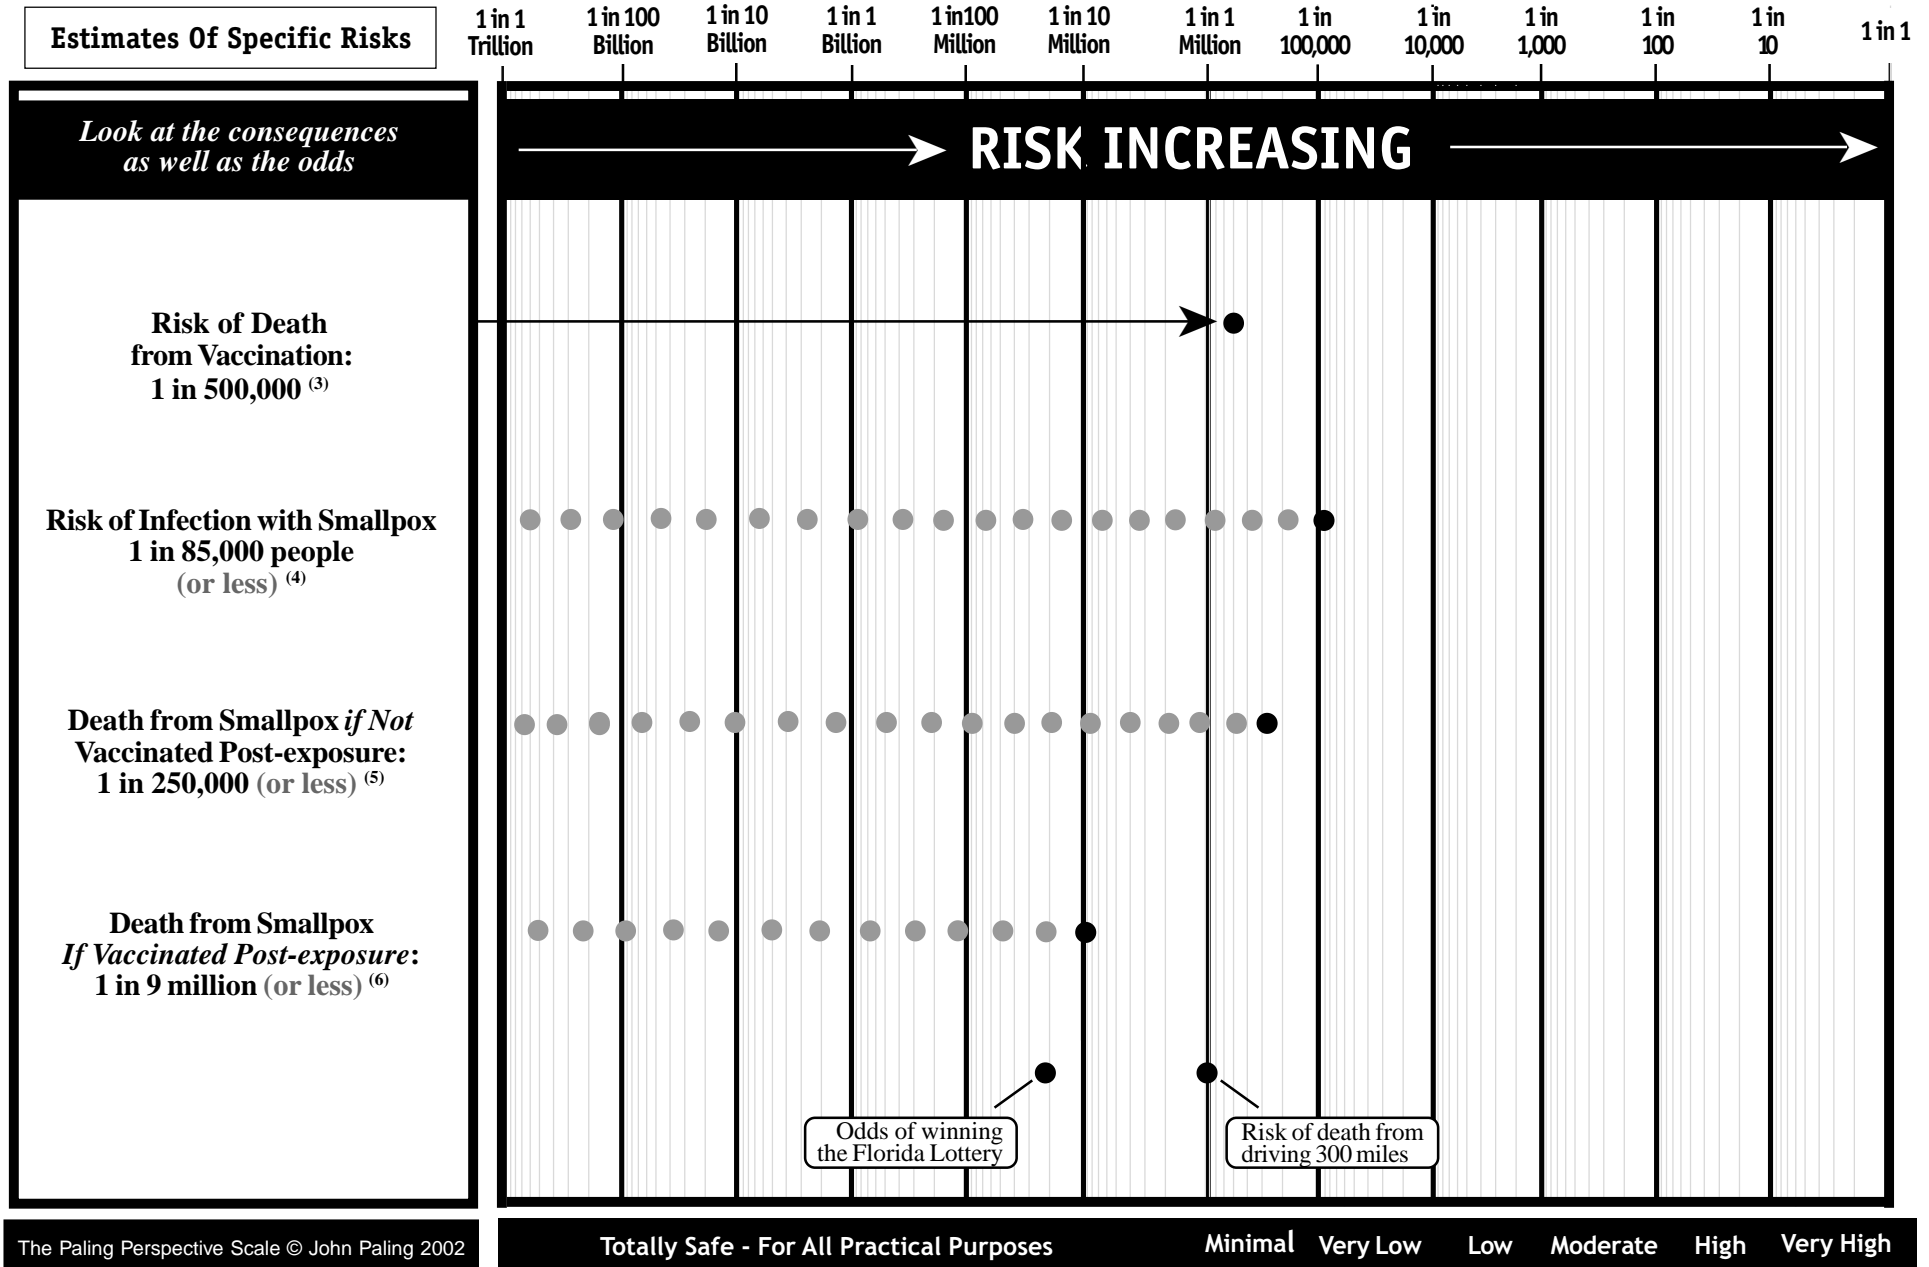 Estimates Of Specific Risks
1 in 1 Trillion
1 in 100 Billion
1 in 10 Billion
1 in 1 Billion
1 in100 Million
1 in 10 Million
1 in 1 Million
1 in 100,000
1 in 10,000
1 in 1,000
1 in 100
1 in 10
1 in 1
Look at the consequences
as well as the odds
RISK INCREASING
Risk of Death
from Vaccination:
1 in 500,000 (3)
Risk of Infection with Smallpox
1 in 85,000 people
(or less) (4)
Death from Smallpox if Not
Vaccinated Post-exposure:
1 in 250,000 (or less) (5)
Death from Smallpox
If Vaccinated Post-exposure:
1 in 9 million (or less) (6)
Odds of winning
the Florida Lottery
Risk of death from
driving 300 miles
The Paling Perspective Scale © John Paling 2002
Totally Safe - For All Practical Purposes
Minimal
Very Low
Low
Moderate
High
Very High